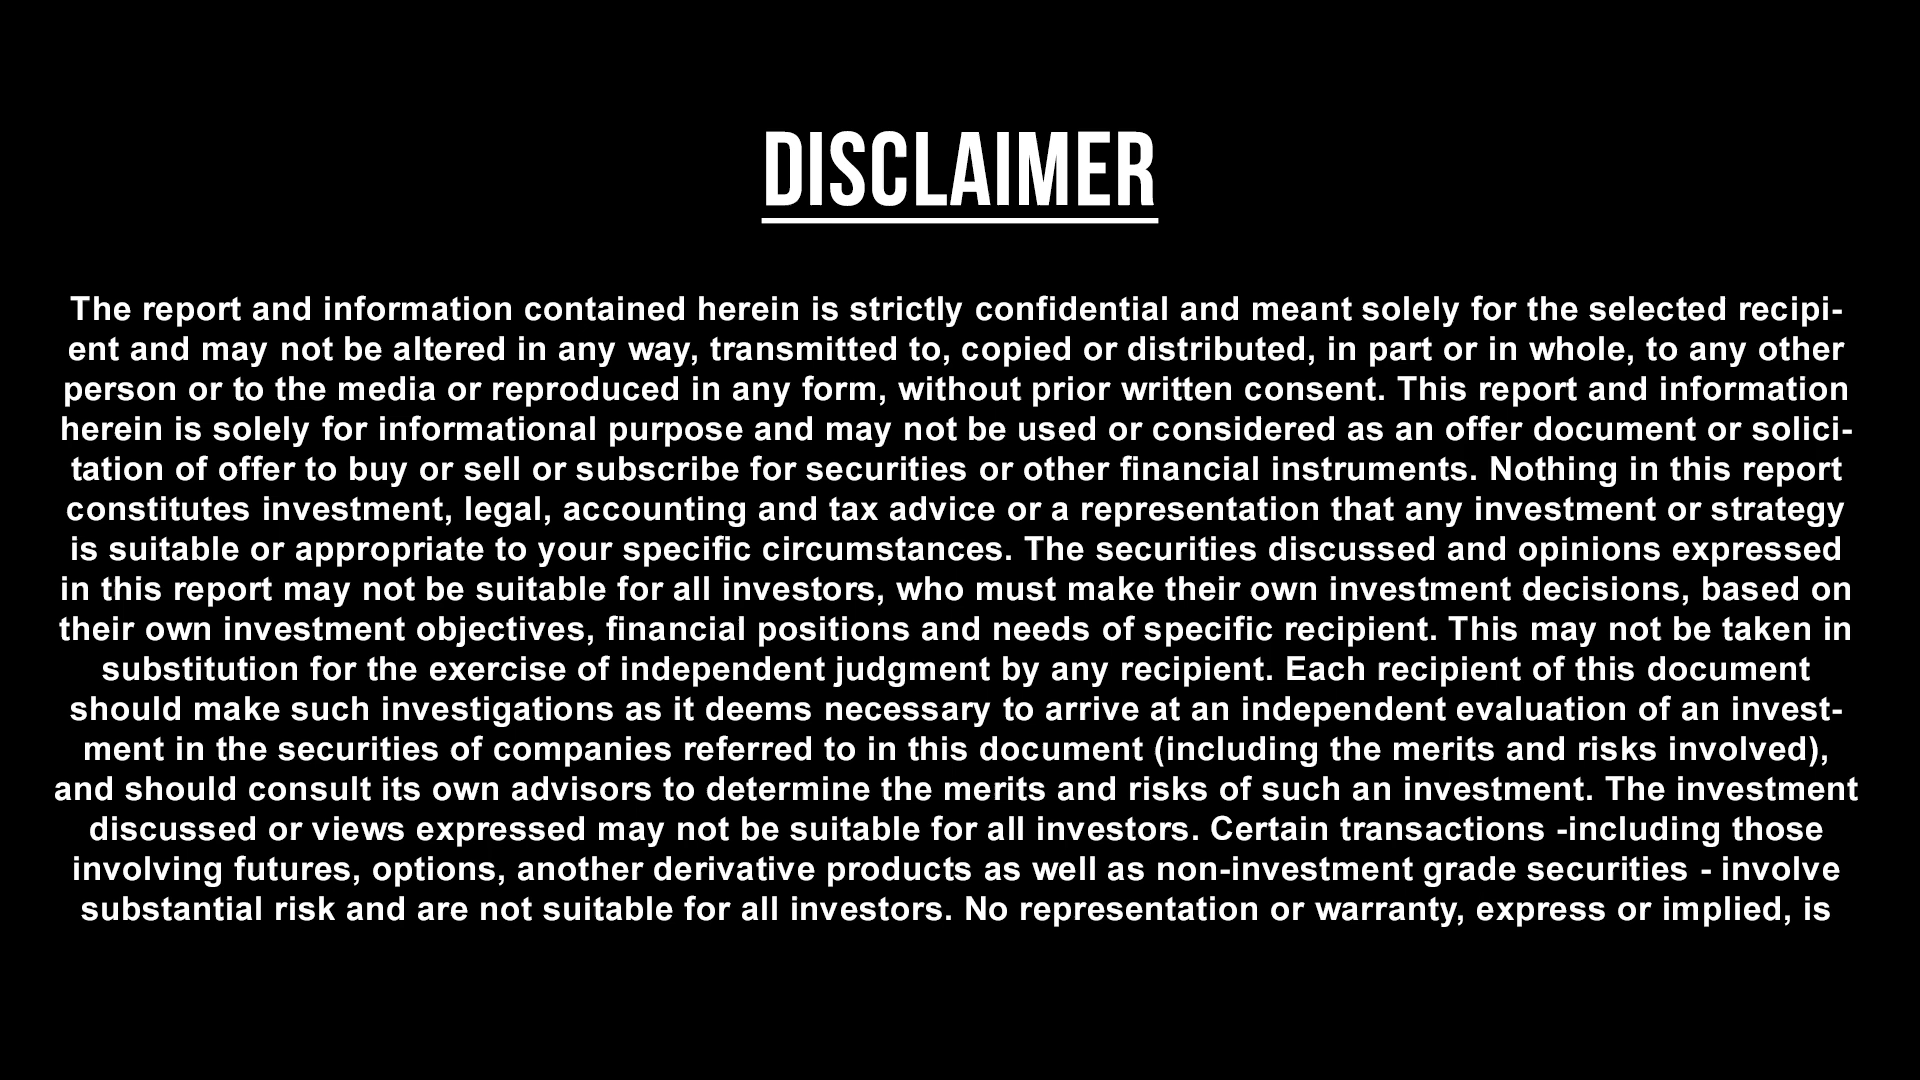 DISCLAIMER
The report and information contained herein is strictly confidential and meant solely for the selected recipi-
ent and may not be altered in any way, transmitted to, copied or distributed, in part or in whole, to any other
person or to the media or reproduced in any form, without prior written consent. This report and information
herein is solely for informational purpose and may not be used or considered as an offer document or solici-
tation of offer to buy or sell or subscribe for securities or other financial instruments. Nothing in this report
constitutes investment, legal, accounting and tax advice or a representation that any investment or strategy
is suitable or appropriate to your specific circumstances. The securities discussed and opinions expressed
in this report may not be suitable for all investors, who must make their own investment decisions, based on
their own investment objectives, financial positions and needs of specific recipient. This may not be taken in
substitution for the exercise of independent judgment by any recipient. Each recipient of this document
should make such investigations as it deems necessary to arrive at an independent evaluation of an invest-
ment in the securities of companies referred to in this document (including the merits and risks involved),
and should consult its own advisors to determine the merits and risks of such an investment. The investment
discussed or views expressed may not be suitable for all investors. Certain transactions -including those
involving futures, options, another derivative products as well as non-investment grade securities - involve
substantial risk and are not suitable for all investors. No representation or warranty, express or implied, is